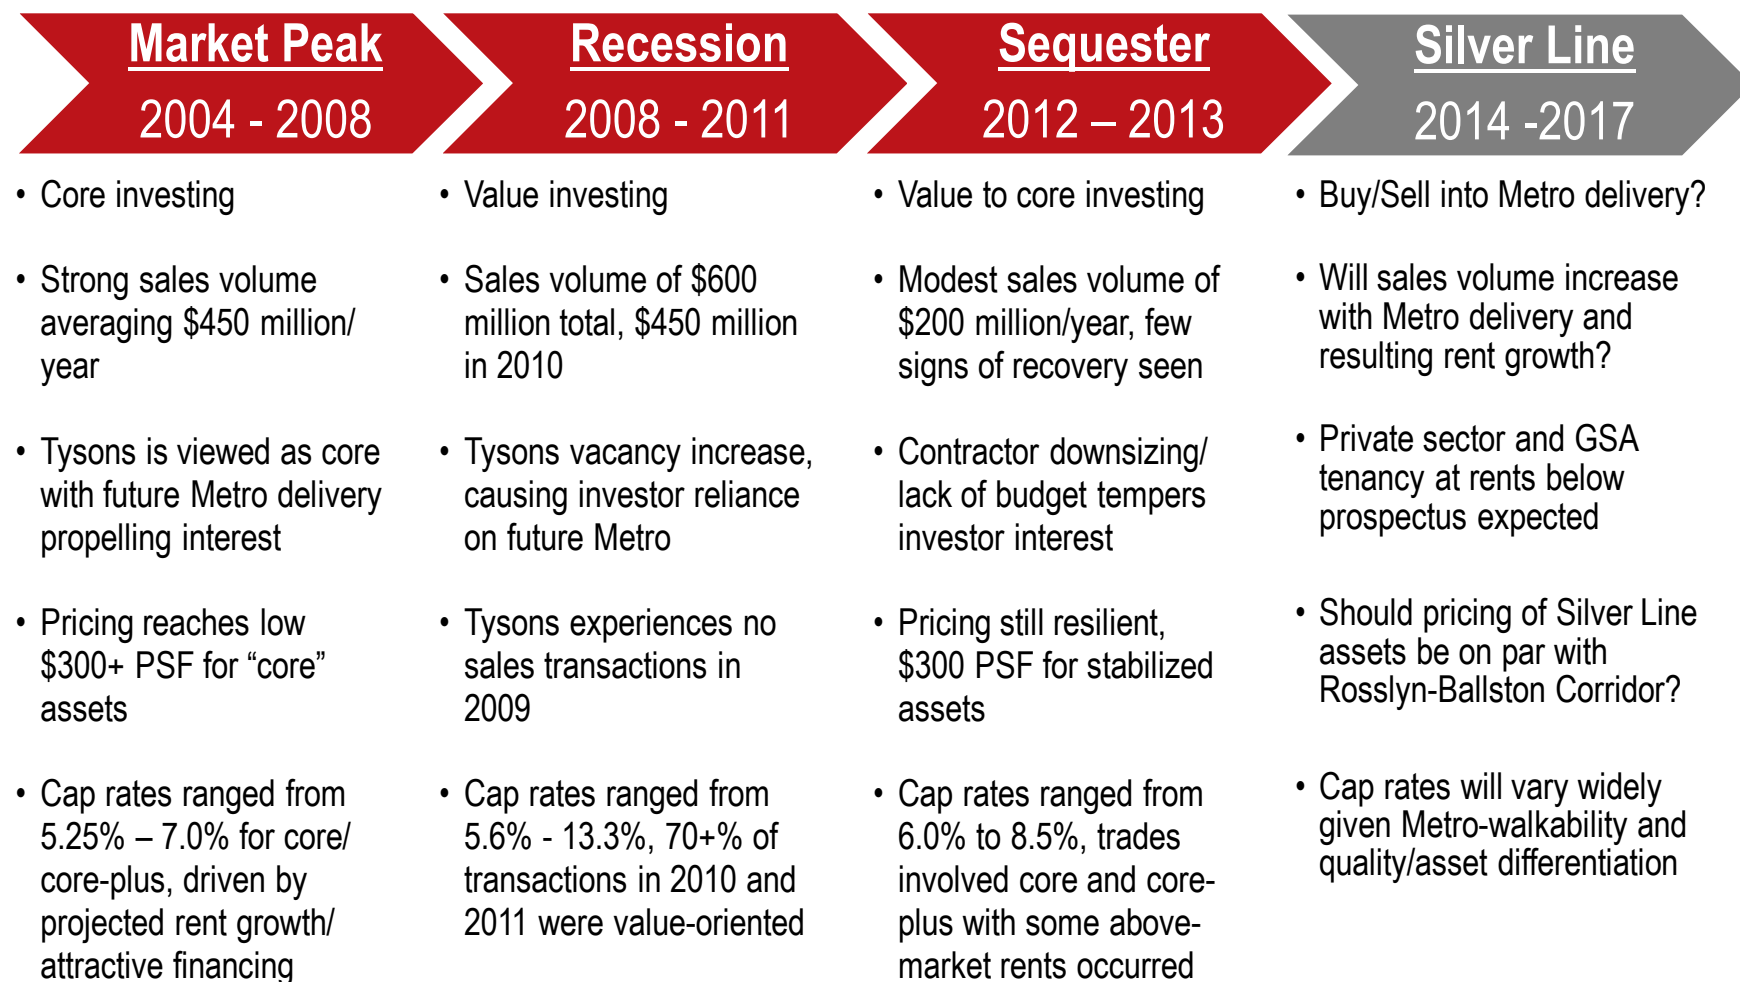 Market Peak
2004 - 2008
• Core investing
• Strong sales volume
averaging $450 million/
year
• Tysons is viewed as core
with future Metro delivery
propelling interest
• Pricing reaches low
$300+ PSF for “core”
assets
• Cap rates ranged from
5.25% – 7.0% for core/
core-plus, driven by
projected rent growth/
attractive financing
Recession
2008 - 2011
• Value investing
• Sales volume of $600
million total, $450 million
in 2010
• Tysons vacancy increase,
causing investor reliance
on future Metro
• Tysons experiences no
sales transactions in
2009
• Cap rates ranged from
5.6% - 13.3%, 70+% of
transactions in 2010 and
2011 were value-oriented
Sequester
2012 – 2013
• Value to core investing
• Modest sales volume of
$200 million/year, few
signs of recovery seen
• Contractor downsizing/
lack of budget tempers
investor interest
• Pricing still resilient,
$300 PSF for stabilized
assets
• Cap rates ranged from
6.0% to 8.5%, trades
involved core and core-
plus with some above-
market rents occurred
Silver Line
2014 -2017
• Buy/Sell into Metro delivery?
• Will sales volume increase
with Metro delivery and
resulting rent growth?
• Private sector and GSA
tenancy at rents below
prospectus expected
• Should pricing of Silver Line
assets be on par with
Rosslyn-Ballston Corridor?
• Cap rates will vary widely
given Metro-walkability and
quality/asset differentiation